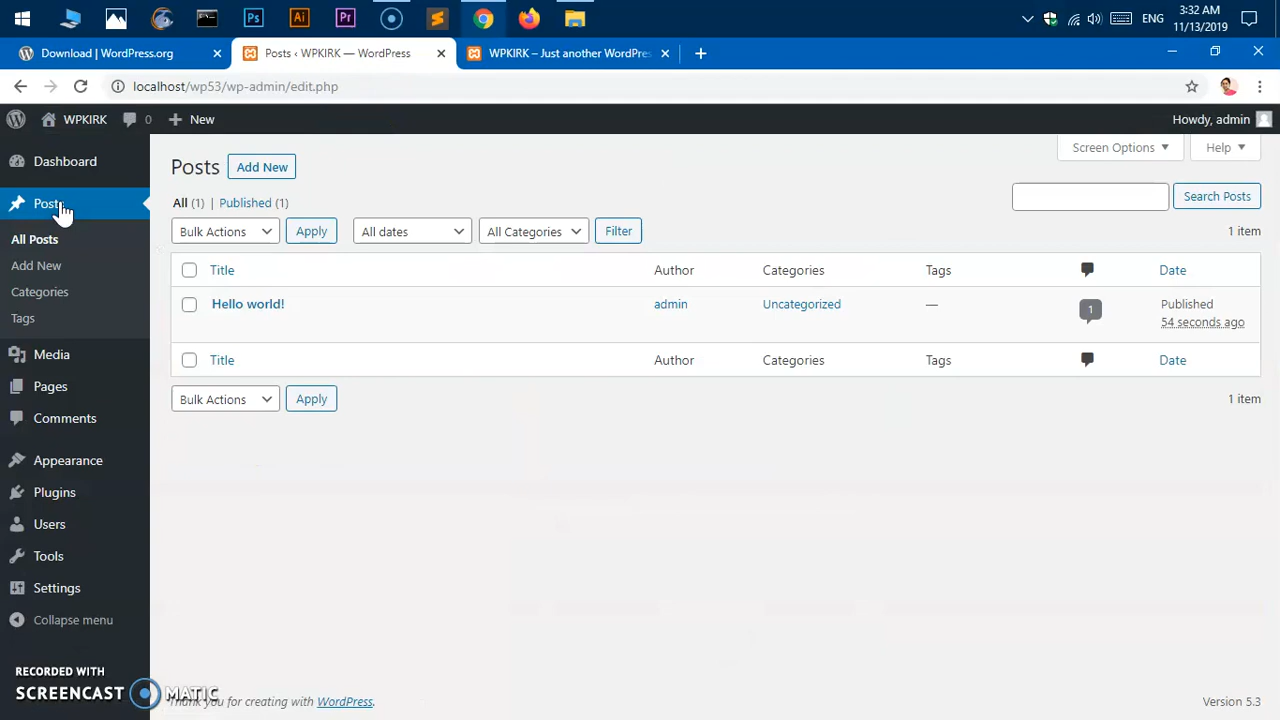 Ps
Ai
Pr
ENG
3:32 AM
11/13/2019
Download | WordPress.org
Posts ‹ WPKIRK — WordPress
WPKIRK – Just another WordPres
localhost/wp53/wp-admin/edit.php
WPKIRK
0
New
Howdy, admin
Dashboard
Posts
Add New
Screen Options
Help
Posts
All (1) | Published (1)
Search Posts
Bulk Actions
Apply
All dates
All Categories
Filter
1 item
All Posts
Add New
Categories
Tags
Media
Pages
Comments
Appearance
Plugins
Users
Tools
Settings
Collapse menu
Title
Author
Categories
Tags
Date
Hello world!
admin
Uncategorized
—
1
Published
54 seconds ago
Title
Author
Categories
Tags
Date
Bulk Actions
Apply
1 item
RECORDED WITH
SCREENCAST MATIC
Thank you for creating with WordPress.
Version 5.3